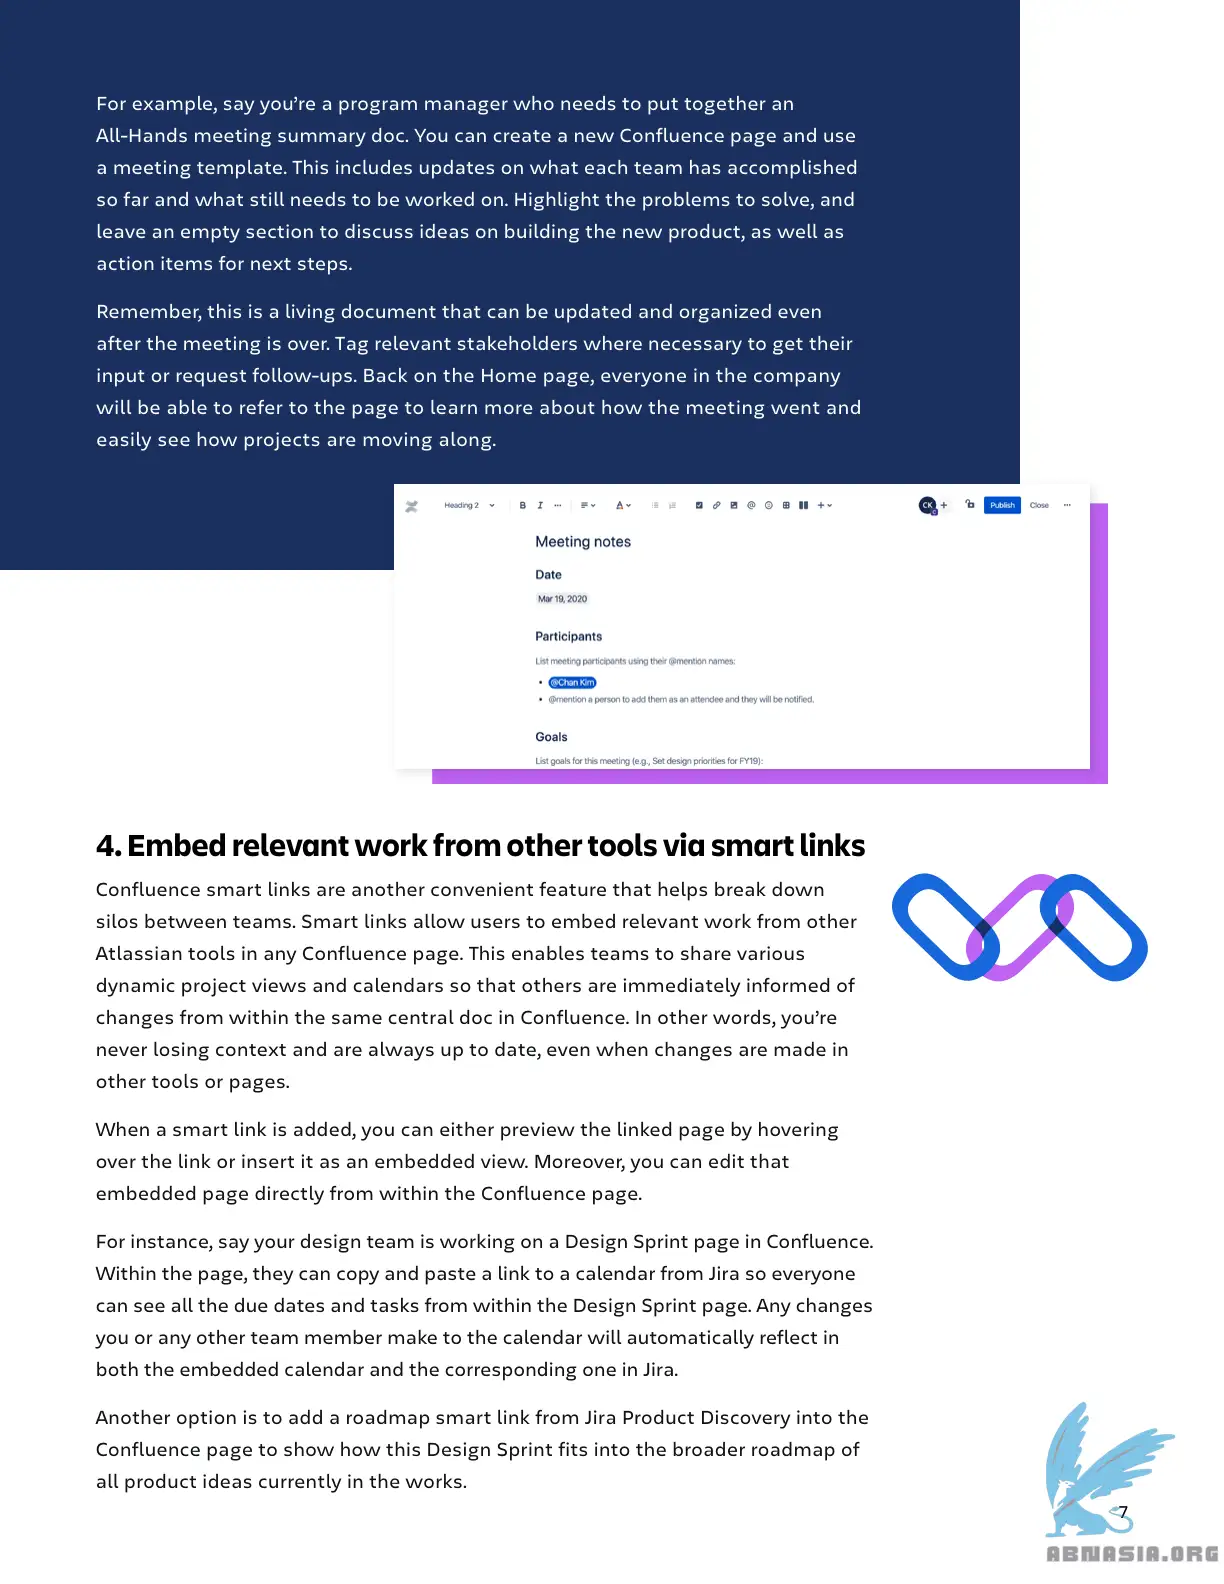 For example, say you're a program manager who needs to put together an
All-Hands meeting summary doc. You can create a new Confluence page and use
a meeting template. This includes updates on what each team has accomplished
so far and what still needs to be worked on. Highlight the problems to solve, and
leave an empty section to discuss ideas on building the new product, as well as
action items for next steps.
Remember, this is a living document that can be updated and organized even
after the meeting is over. Tag relevant stakeholders where necessary to get their
input or request follow-ups. Back on the Home page, everyone in the company
will be able to refer to the page to learn more about how the meeting went and
easily see how projects are moving along.
Heading 2 B I ··· A CK + Publish Close ···
Meeting notes
Date
Mar 19, 2020
Participants
List meeting participants using their @mention names:
• @Chan Kim
• @mention a person to add them as an attendee and they will be notified.
Goals
List goals for this meeting (e.g., Set design priorities for FY19):
4. Embed relevant work from other tools via smart links
Confluence smart links are another convenient feature that helps break down
silos between teams. Smart links allow users to embed relevant work from other
Atlassian tools in any Confluence page. This enables teams to share various
dynamic project views and calendars so that others are immediately informed of
changes from within the same central doc in Confluence. In other words, you're
never losing context and are always up to date, even when changes are made in
other tools or pages.
When a smart link is added, you can either preview the linked page by hovering
over the link or insert it as an embedded view. Moreover, you can edit that
embedded page directly from within the Confluence page.
For instance, say your design team is working on a Design Sprint page in Confluence.
Within the page, they can copy and paste a link to a calendar from Jira so everyone
can see all the due dates and tasks from within the Design Sprint page. Any changes
you or any other team member make to the calendar will automatically reflect in
both the embedded calendar and the corresponding one in Jira.
Another option is to add a roadmap smart link from Jira Product Discovery into the
Confluence page to show how this Design Sprint fits into the broader roadmap of
all product ideas currently in the works.
7
ABNASIA.ORG